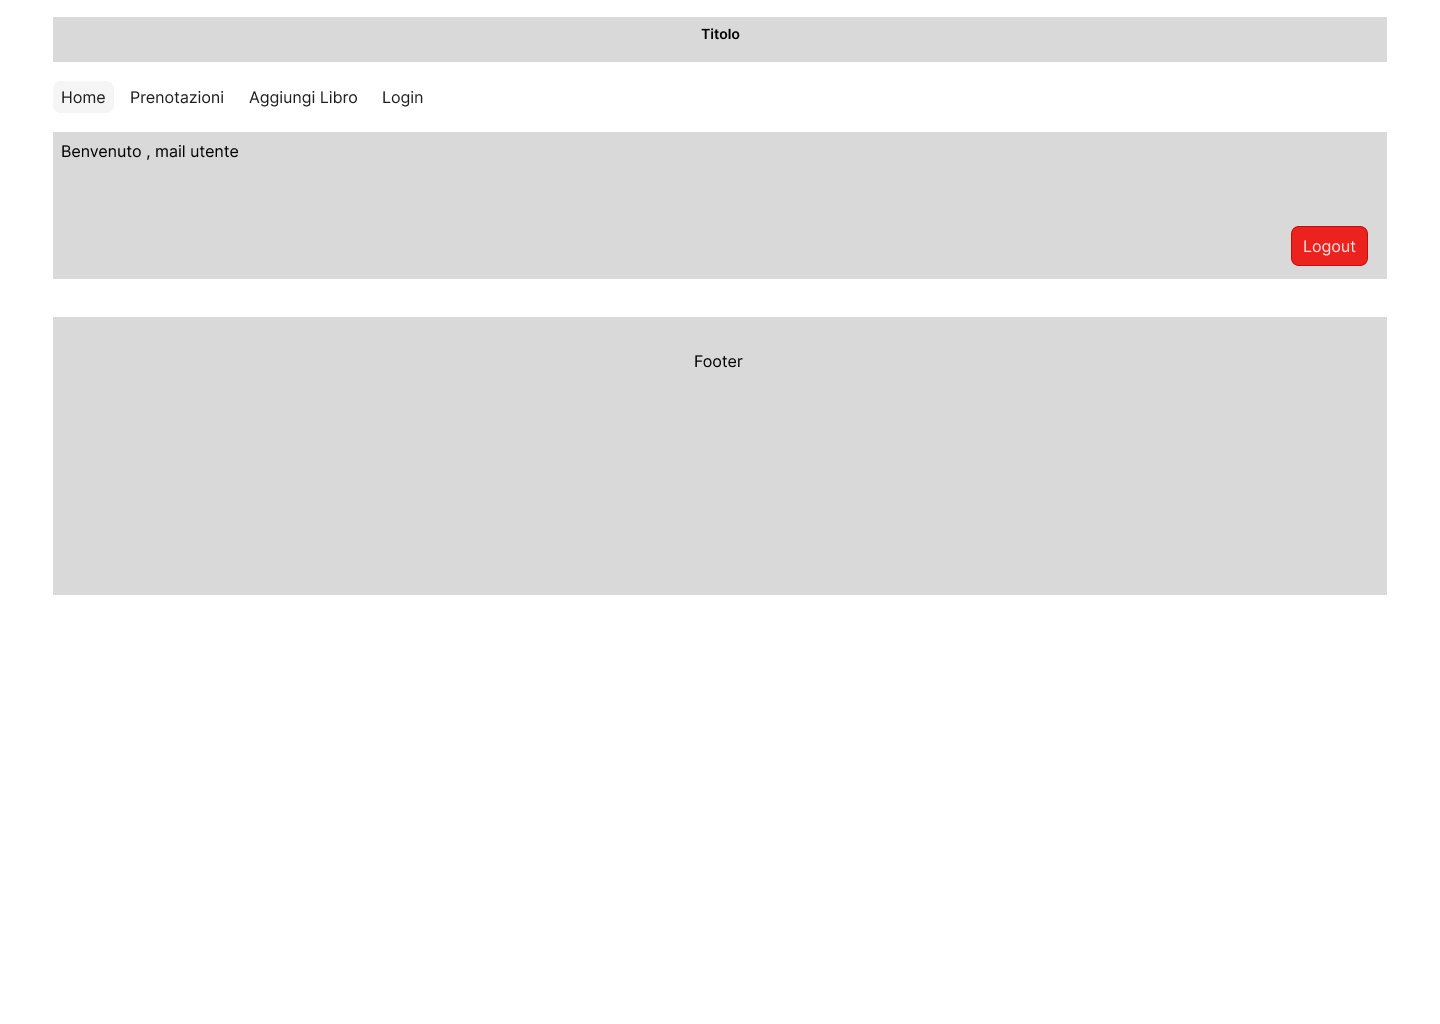 Titolo
Home Prenotazioni Aggiungi Libro Login
Benvenuto , mail utente
Logout
Footer